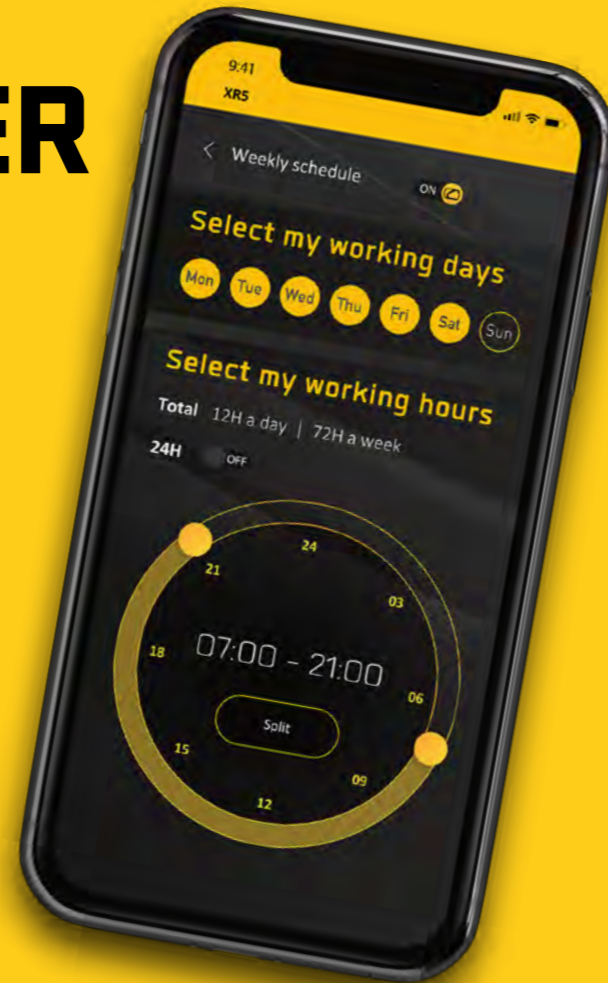 ER
9:41
XR5
Weekly schedule ON
Select my working days
Mon Tue Wed Thu Fri Sat Sun
Select my working hours
Total 12H a day | 72H a week
24H OFF
24
21
03
18
07:00 - 21:00
06
Split
15
09
12